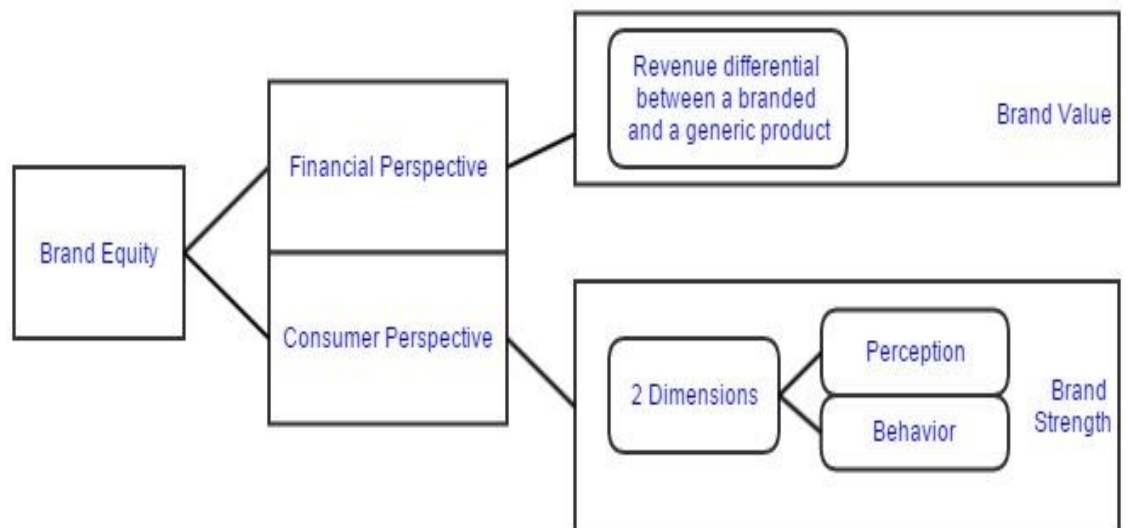 Brand Equity
Financial Perspective
Consumer Perspective
Revenue differential
between a branded
and a generic product
Brand Value
2 Dimensions
Perception
Behavior
Brand
Strength